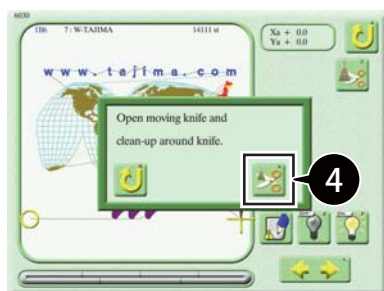 6030
1B6 7 : W-TAJIMA 14111 st
Xa + 0.0
Ya + 0.0
www.tajima.com
Open moving knife and
clean-up around knife.
4